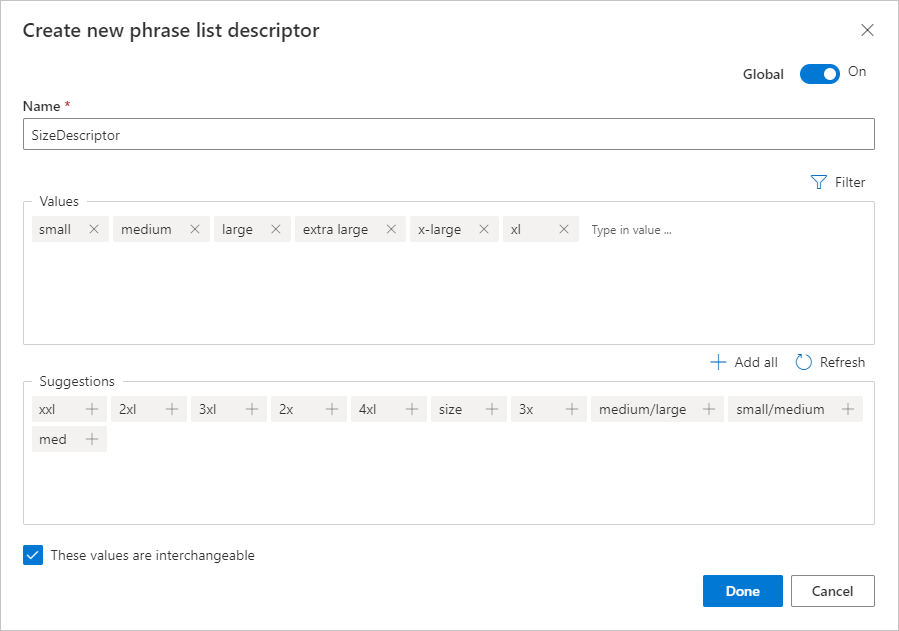 Create new phrase list descriptor
Global On
Name *
SizeDescriptor
Filter
Values
small medium large extra large x-large xl Type in value ...
Add all Refresh
Suggestions
xxl 2xl 3xl 2x 4xl size 3x medium/large small/medium
med
These values are interchangeable
Done Cancel